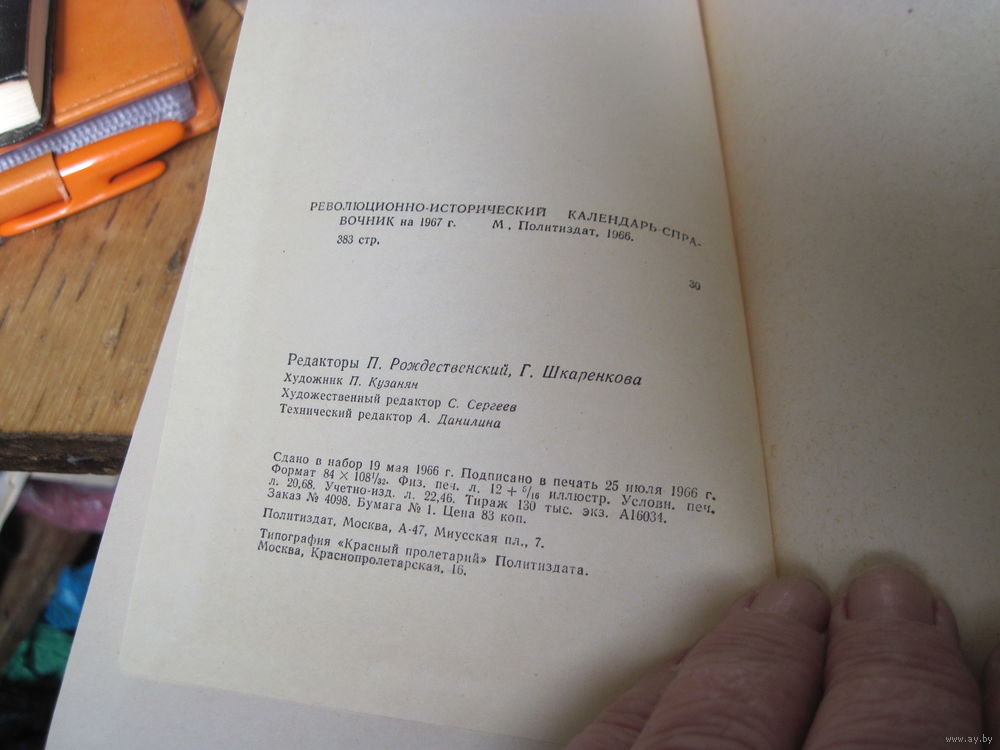 РЕВОЛЮЦИОННО-ИСТОРИЧЕСКИЙ КАЛЕНДАРЬ-СПРА-
ВОЧНИК на 1967 г. М., Политиздат, 1966.
383 стр.
30
Редакторы П. Рождественский, Г. Шкаренкова
Художник П. Кузанян
Художественный редактор С. Сергеев
Технический редактор А. Данилина
Сдано в набор 19 мая 1966 г. Подписано в печать 25 июля 1966 г.
Формат 84 × 108 1/32. Физ. печ. л. 12 + 5/16 иллюстр. Условн. печ.
л. 20,68. Учетно-изд. л. 22,46. Тираж 130 тыс. экз. А16034.
Заказ № 4098. Бумага № 1. Цена 83 коп.
Политиздат, Москва, А-47, Миусская пл., 7.
Типография «Красный пролетарий» Политиздата.
Москва, Краснопролетарская, 16.
www.ay.by